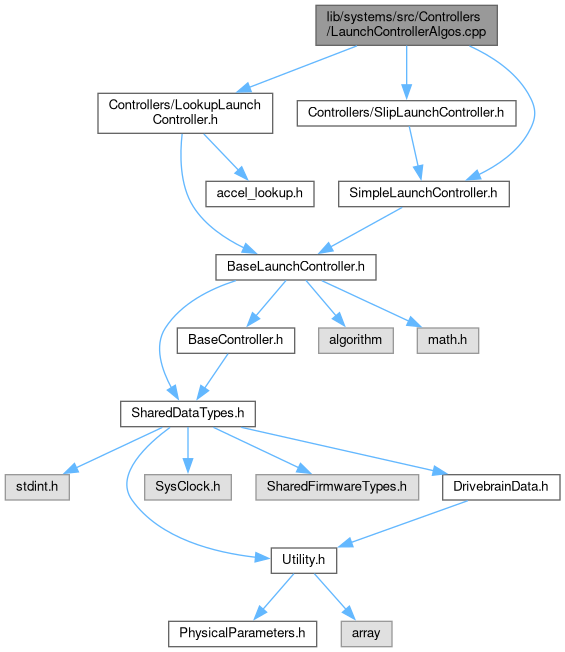 lib/systems/src/Controllers
/LaunchControllerAlgos.cpp
Controllers/LookupLaunch
Controller.h
Controllers/SlipLaunchController.h
accel_lookup.h
SimpleLaunchController.h
BaseLaunchController.h
BaseController.h
algorithm
math.h
SharedDataTypes.h
stdint.h
SysClock.h
SharedFirmwareTypes.h
DrivebrainData.h
Utility.h
PhysicalParameters.h
array